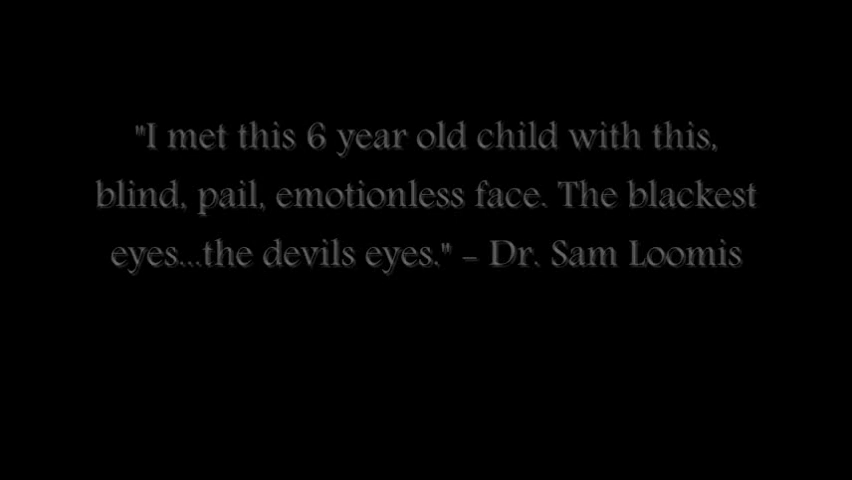 "I met this 6 year old child with this,
blind, pail, emotionless face. The blackest
eyes...the devils eyes." - Dr. Sam Loomis